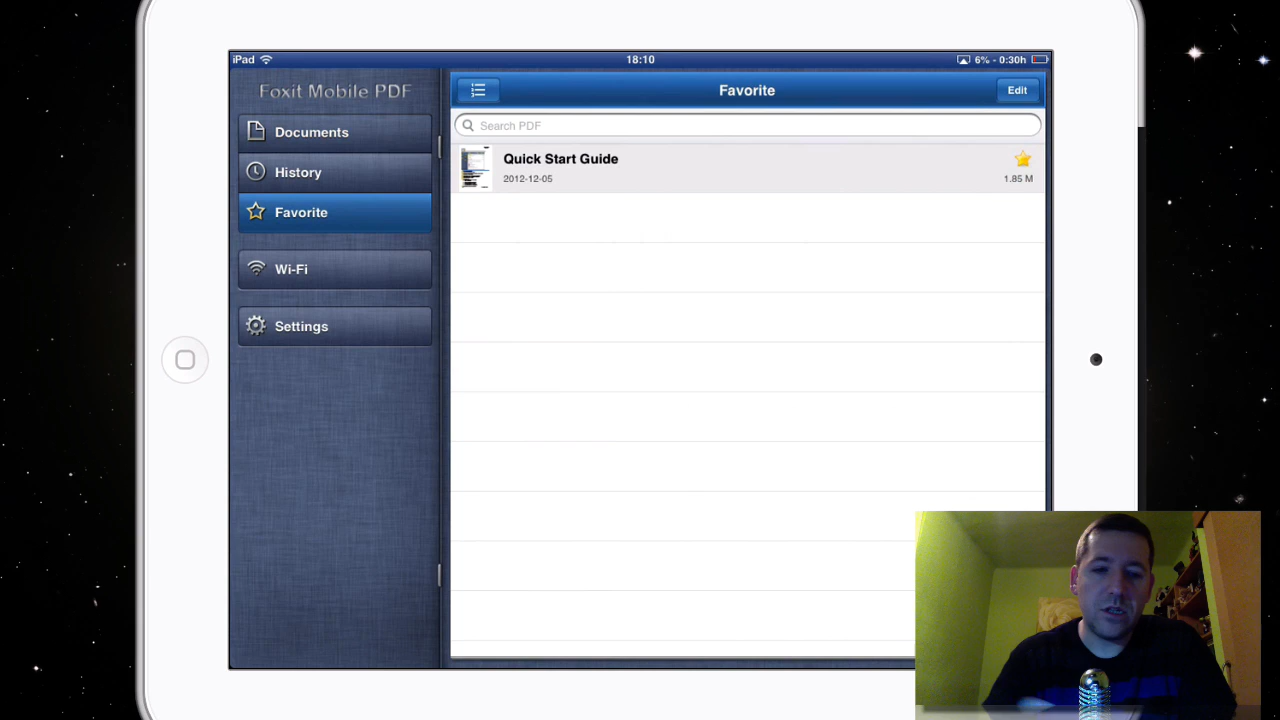 iPad
18:10
6% - 0:30h
Foxit Mobile PDF
Documents
History
Favorite
Wi-Fi
Settings
Favorite
Edit
Search PDF
Quick Start Guide
2012-12-05
1.85 M